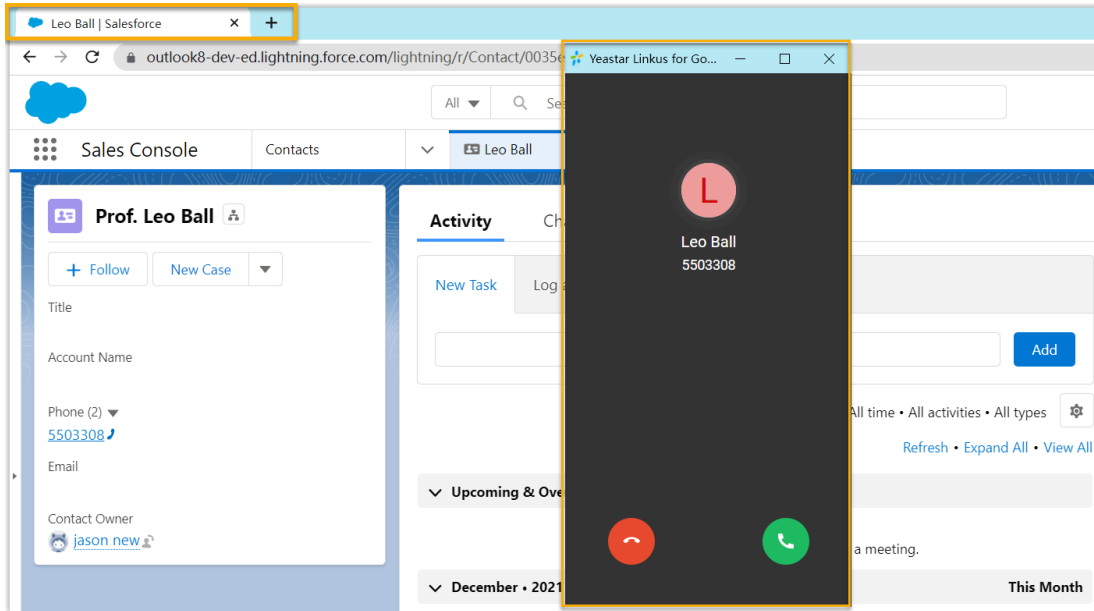 Leo Ball | Salesforce
outlook8-dev-ed.lightning.force.com/lightning/r/Contact/0035e
Yeastar Linkus for Go...
All
Sales Console
Contacts
Leo Ball
Prof. Leo Ball
Follow
New Case
Title
Account Name
Phone (2)
5503308
Email
Contact Owner
jason new
Activity
New Task
Log
Add
All time • All activities • All types
Refresh • Expand All • View All
Upcoming &
a meeting.
December • 2021
This Month
L
Leo Ball
5503308